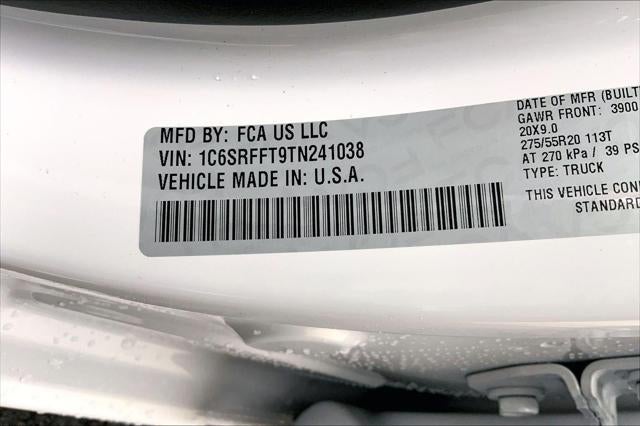 MFD BY: FCA US LLC
VIN: 1C6SRFFT9TN241038
VEHICLE MADE IN: U.S.A.
DATE OF MFR (BUILT
GAWR FRONT: 3900
20X9.0
275/55R20 113T
AT 270 kPa / 39 PS
TYPE: TRUCK
THIS VEHICLE CON
STANDARD